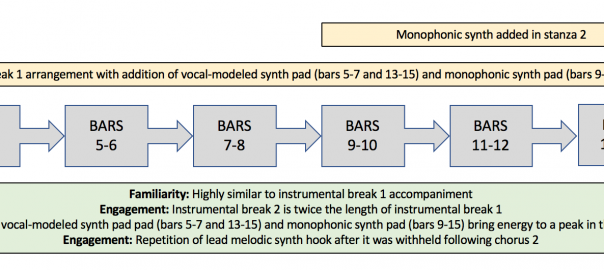 Monophonic synth added in stanza 2
eak 1 arrangement with addition of vocal-modeled synth pad (bars 5-7 and 13-15) and monophonic synth pad (bars 9-
BARS
5-6
BARS
7-8
BARS
9-10
BARS
11-12
1
Familiarity: Highly similar to instrumental break 1 accompaniment
Engagement: Instrumental break 2 is twice the length of instrumental break 1
vocal-modeled synth pad pad (bars 5-7 and 13-15) and monophonic synth pad (bars 9-15) bring energy to a peak in t
Engagement: Repetition of lead melodic synth hook after it was withheld following chorus 2